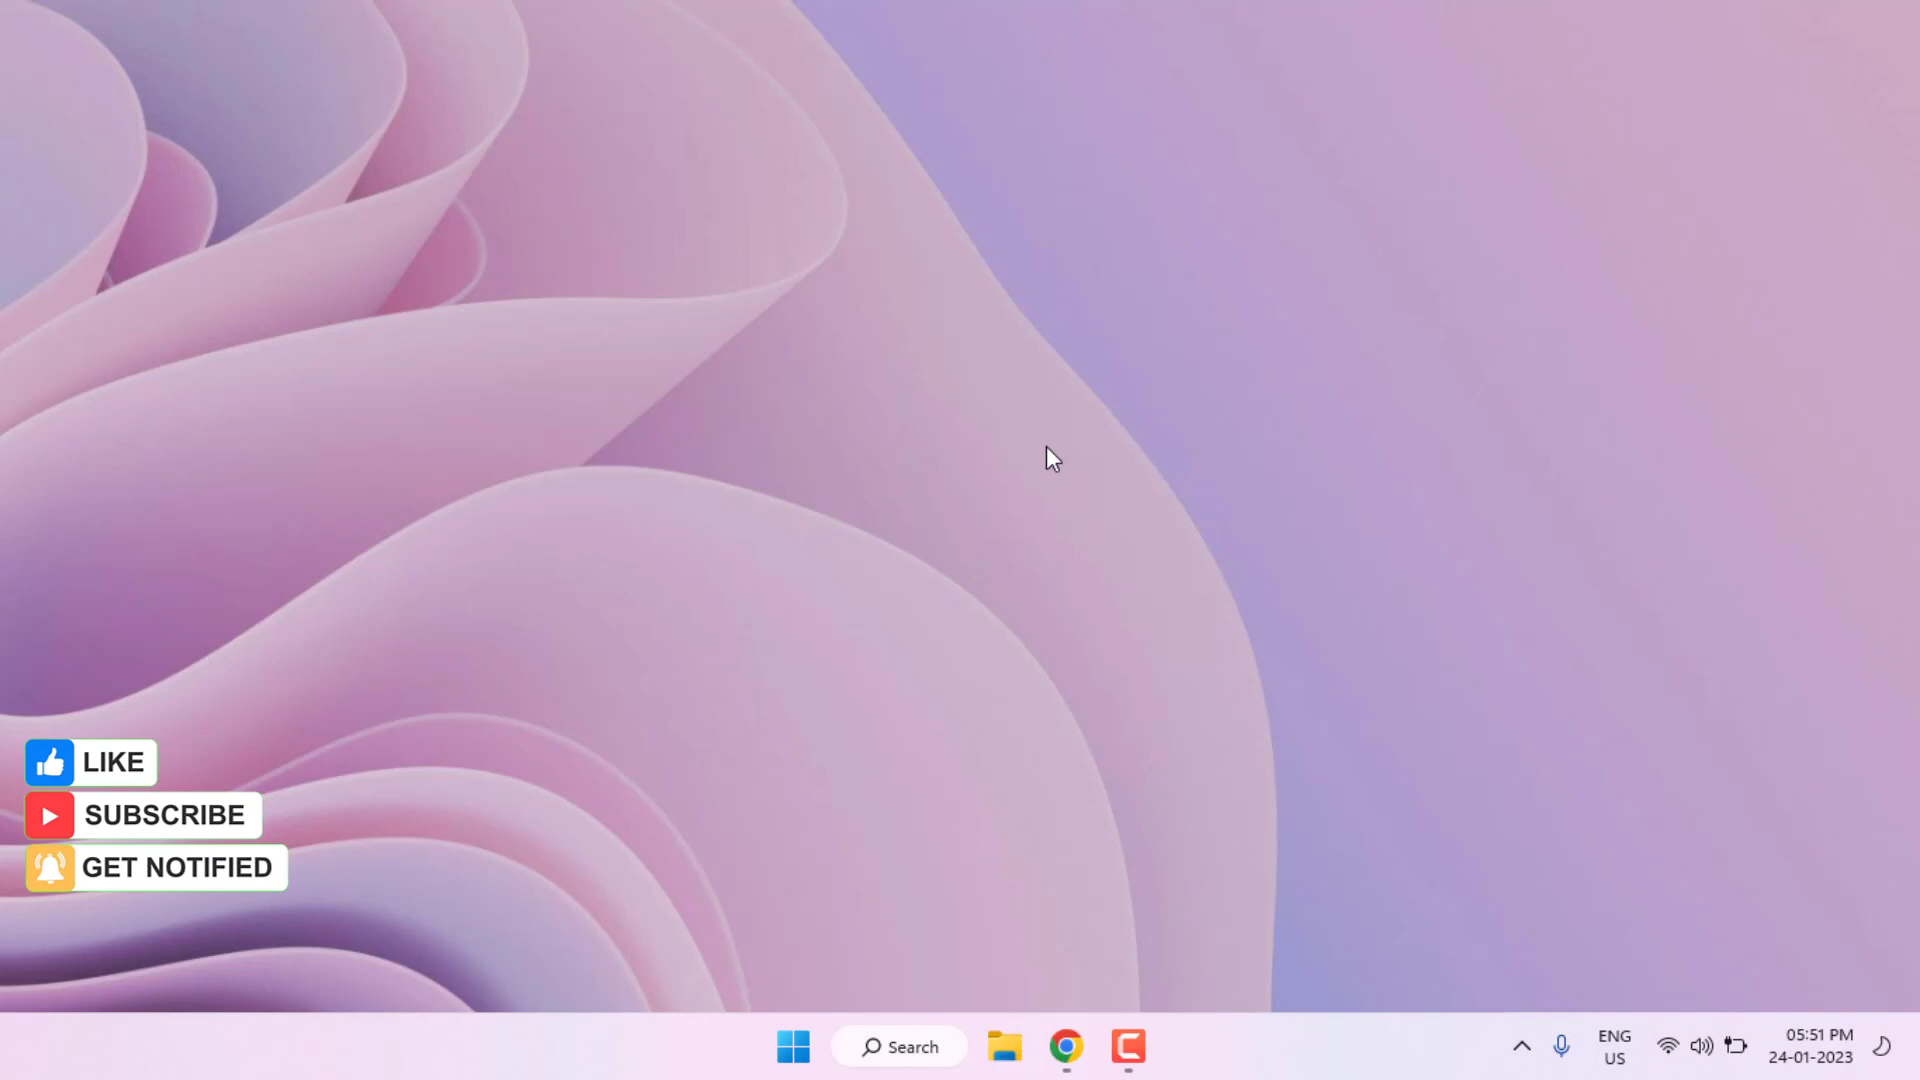 LIKE
SUBSCRIBE
GET NOTIFIED
Search
ENG
US
05:51 PM
24-01-2023